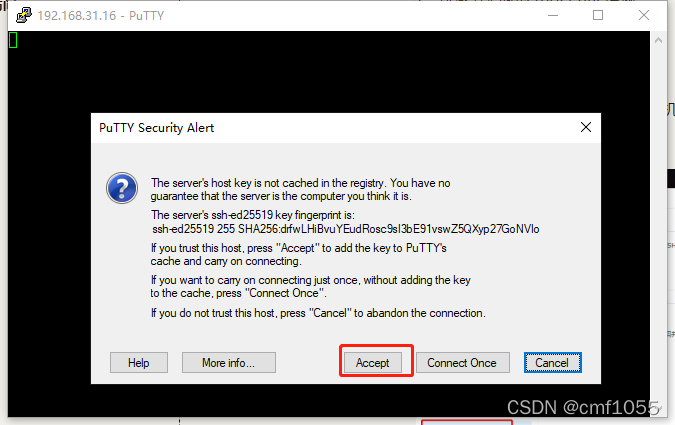 192.168.31.16 - PuTTY
PuTTY Security Alert
The server's host key is not cached in the registry. You have no
guarantee that the server is the computer you think it is.
The server's ssh-ed25519 key fingerprint is:
ssh-ed25519 255 SHA256:drfwLHiBvuYEudRosc9sI3bE91vswZ5QXyp27GoNVIo
If you trust this host, press "Accept" to add the key to PuTTY's
cache and carry on connecting.
If you want to carry on connecting just once, without adding the key
to the cache, press "Connect Once".
If you do not trust this host, press "Cancel" to abandon the connection.
Help
More info...
Accept
Connect Once
Cancel
CSDN @cmf1055